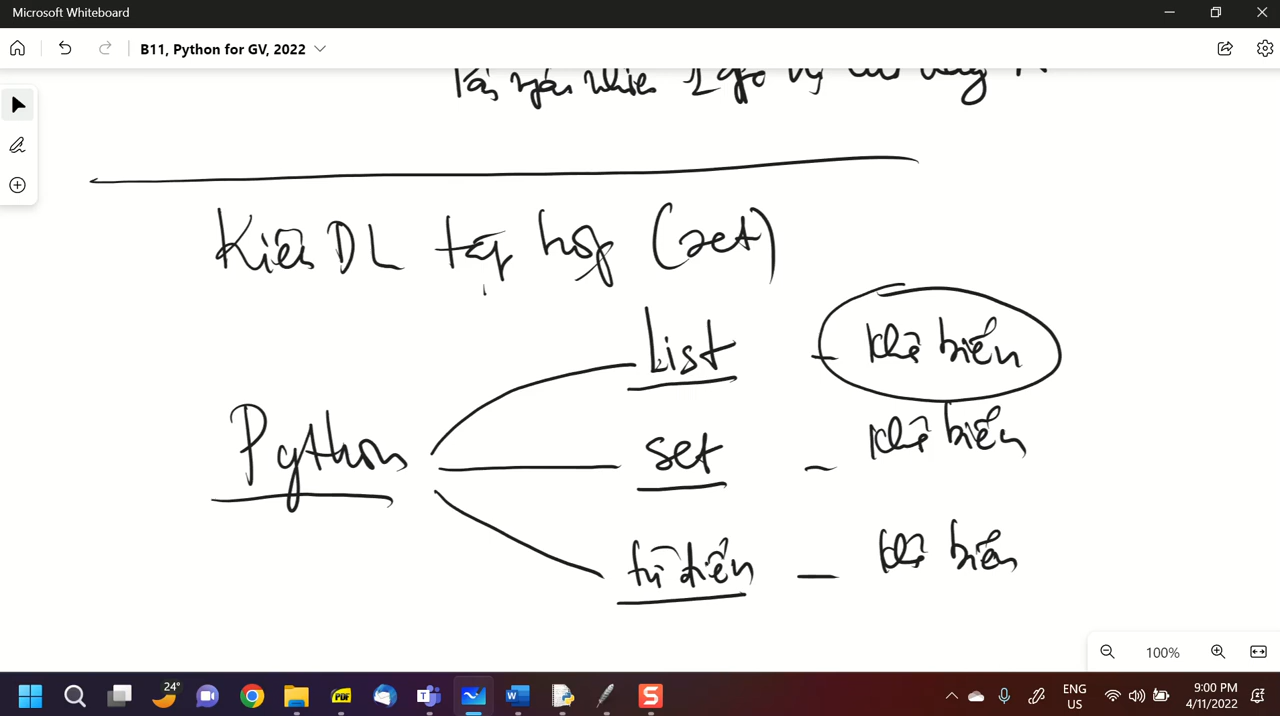 Microsoft Whiteboard
B11, Python for GV, 2022
Kiểu DL tập hợp (set)
List - khả biến
Python
set - khả biến
từ điển - khả biến
100%
24°
ENG
US
9:00 PM
4/11/2022